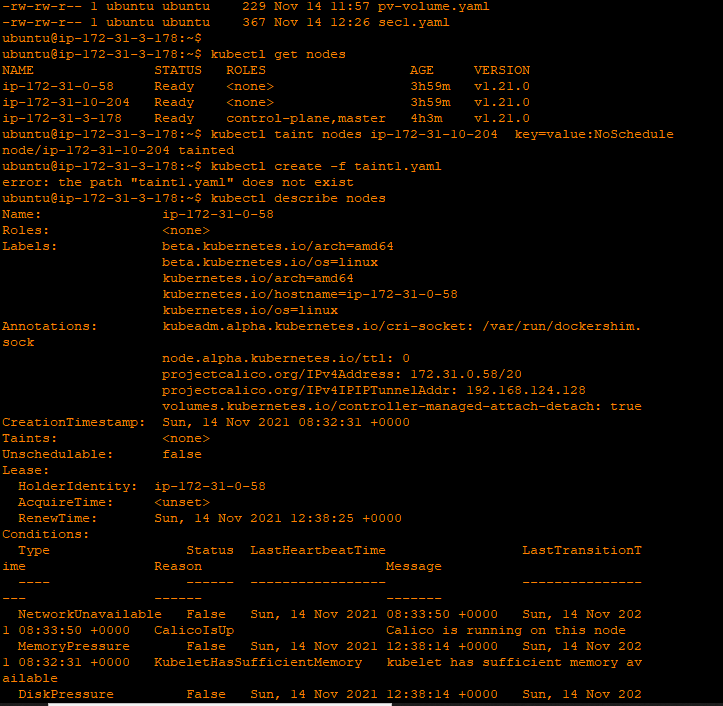 -rw-rw-r-- 1 ubuntu ubuntu    229 Nov 14 11:57 pv-volume.yaml
-rw-rw-r-- 1 ubuntu ubuntu    367 Nov 14 12:26 sec1.yaml
ubuntu@ip-172-31-3-178:~$
ubuntu@ip-172-31-3-178:~$ kubectl get nodes
NAME               STATUS   ROLES                  AGE     VERSION
ip-172-31-0-58     Ready    <none>                 3h59m   v1.21.0
ip-172-31-10-204   Ready    <none>                 3h59m   v1.21.0
ip-172-31-3-178    Ready    control-plane,master   4h3m    v1.21.0
ubuntu@ip-172-31-3-178:~$ kubectl taint nodes ip-172-31-10-204  key=value:NoSchedule
node/ip-172-31-10-204 tainted
ubuntu@ip-172-31-3-178:~$ kubectl create -f taint1.yaml
error: the path "taint1.yaml" does not exist
ubuntu@ip-172-31-3-178:~$ kubectl describe nodes
Name:               ip-172-31-0-58
Roles:              <none>
Labels:             beta.kubernetes.io/arch=amd64
                    beta.kubernetes.io/os=linux
                    kubernetes.io/arch=amd64
                    kubernetes.io/hostname=ip-172-31-0-58
                    kubernetes.io/os=linux
Annotations:        kubeadm.alpha.kubernetes.io/cri-socket: /var/run/dockershim.
sock
                    node.alpha.kubernetes.io/ttl: 0
                    projectcalico.org/IPv4Address: 172.31.0.58/20
                    projectcalico.org/IPv4IPIPTunnelAddr: 192.168.124.128
                    volumes.kubernetes.io/controller-managed-attach-detach: true
CreationTimestamp:  Sun, 14 Nov 2021 08:32:31 +0000
Taints:             <none>
Unschedulable:      false
Lease:
  HolderIdentity:  ip-172-31-0-58
  AcquireTime:     <unset>
  RenewTime:       Sun, 14 Nov 2021 12:38:25 +0000
Conditions:
  Type                 Status  LastHeartbeatTime                 LastTransitionT
ime                Reason                       Message
  ----                 ------  -----------------                 ---------------
---                ------                       -------
  NetworkUnavailable   False   Sun, 14 Nov 2021 08:33:50 +0000   Sun, 14 Nov 202
1 08:33:50 +0000   CalicoIsUp                   Calico is running on this node
  MemoryPressure       False   Sun, 14 Nov 2021 12:38:14 +0000   Sun, 14 Nov 202
1 08:32:31 +0000   KubeletHasSufficientMemory   kubelet has sufficient memory av
ailable
  DiskPressure         False   Sun, 14 Nov 2021 12:38:14 +0000   Sun, 14 Nov 202